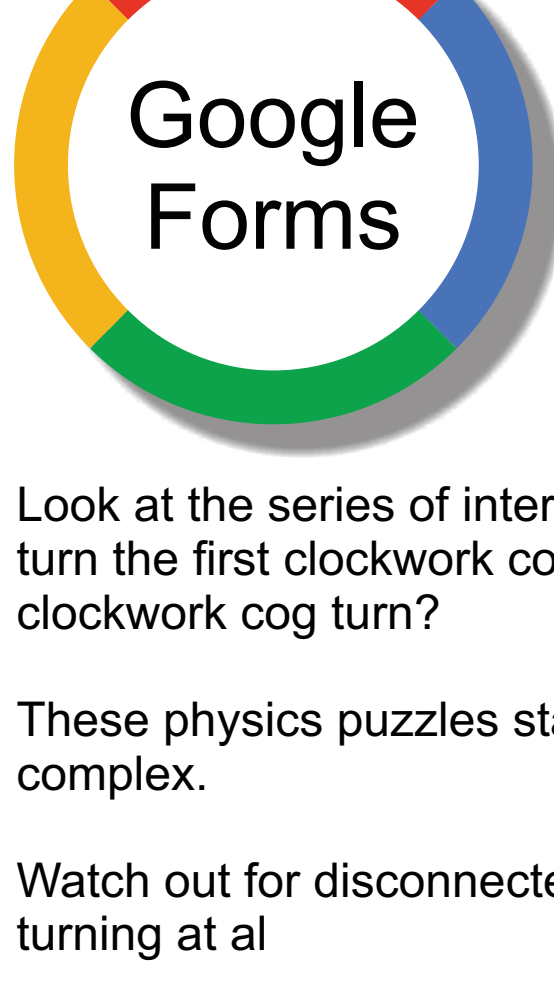 Google
Forms
Look at the series of inter
turn the first clockwork co
clockwork cog turn?
These physics puzzles sta
complex.
Watch out for disconnecte
turning at al